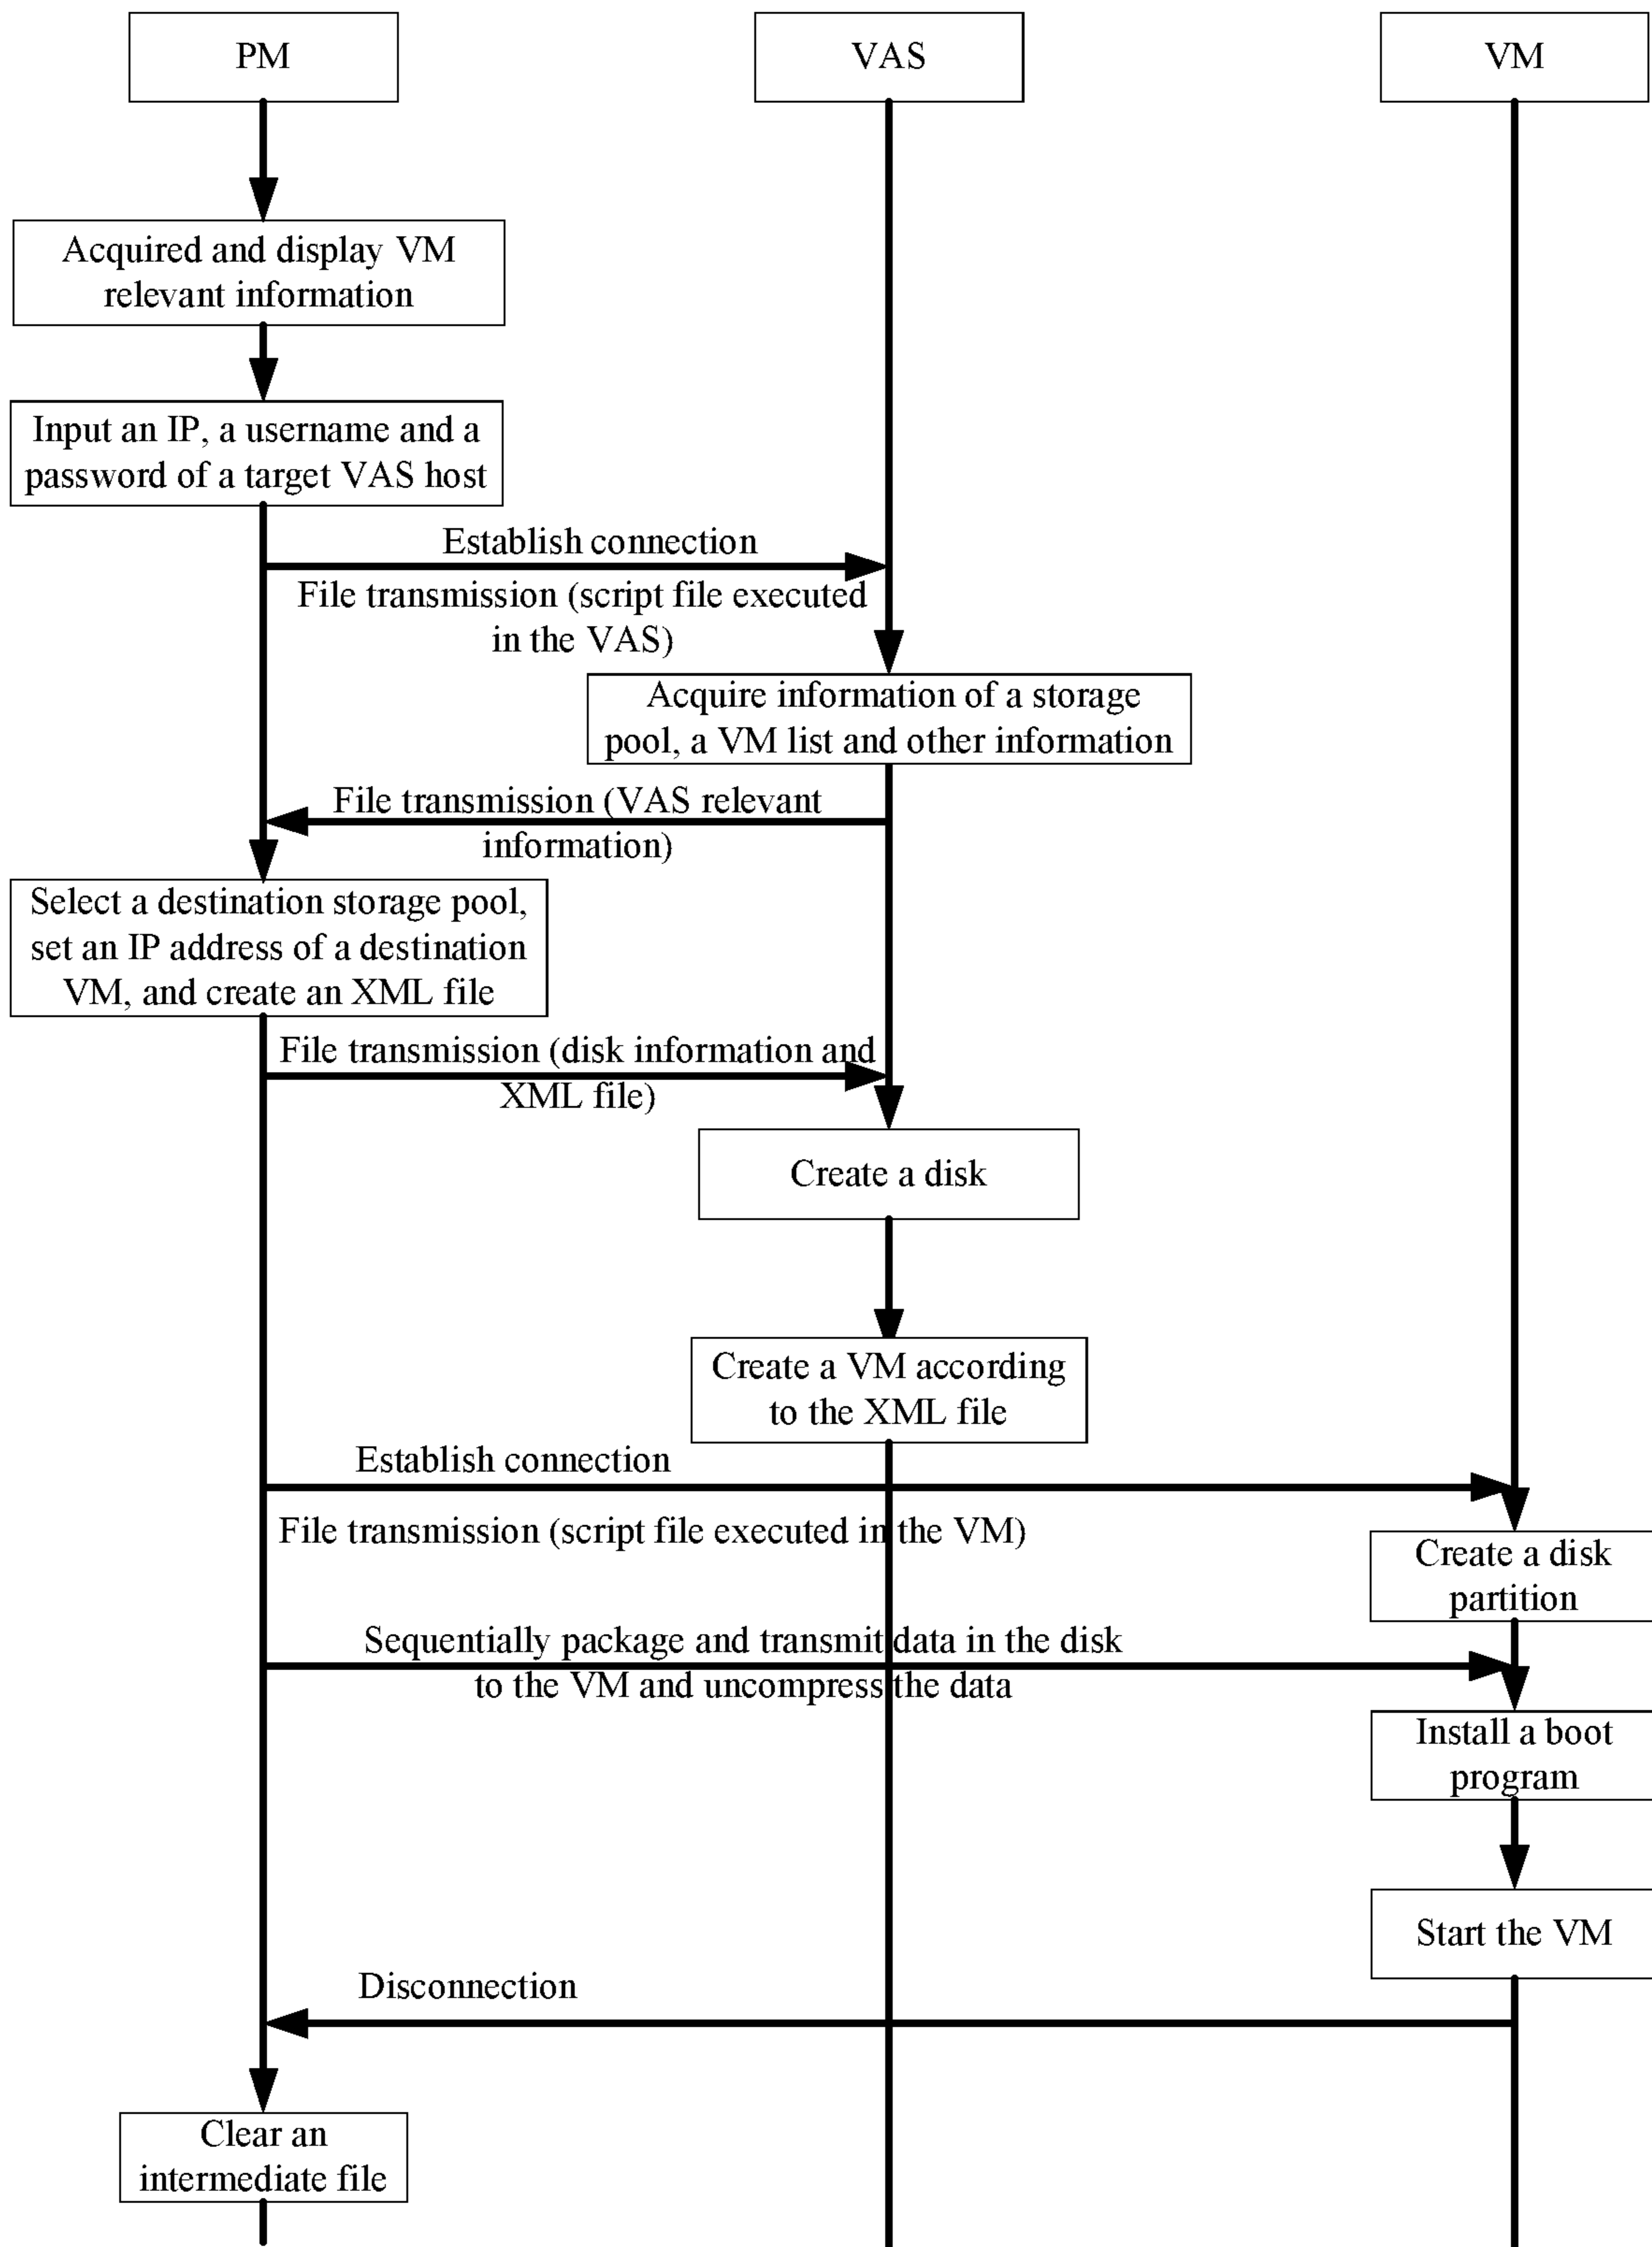 PM
VAS
VM
Acquired and display VM
relevant information
Input an IP, a username and a
password of a target VAS host
Establish connection
File transmission (script file executed
in the VAS)
Acquire information of a storage
pool, a VM list and other information
File transmission (VAS relevant
information)
Select a destination storage pool,
set an IP address of a destination
VM, and create an XML file
File transmission (disk information and
XML file)
Create a disk
Create a VM according
to the XML file
Establish connection
File transmission (script file executed in the VM)
Create a disk
partition
Sequentially package and transmit data in the disk
to the VM and uncompress the data
Install a boot
program
Start the VM
Disconnection
Clear an
intermediate file